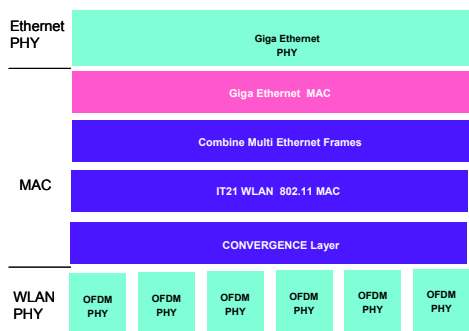 Ethernet
PHY
Giga Ethernet
PHY
Giga Ethernet MAC
Combine Multi Ethernet Frames
MAC
IT21 WLAN 802.11 MAC
CONVERGENCE Layer
WLAN
PHY
OFDM
PHY
OFDM
PHY
OFDM
PHY
OFDM
PHY
OFDM
PHY
OFDM
PHY